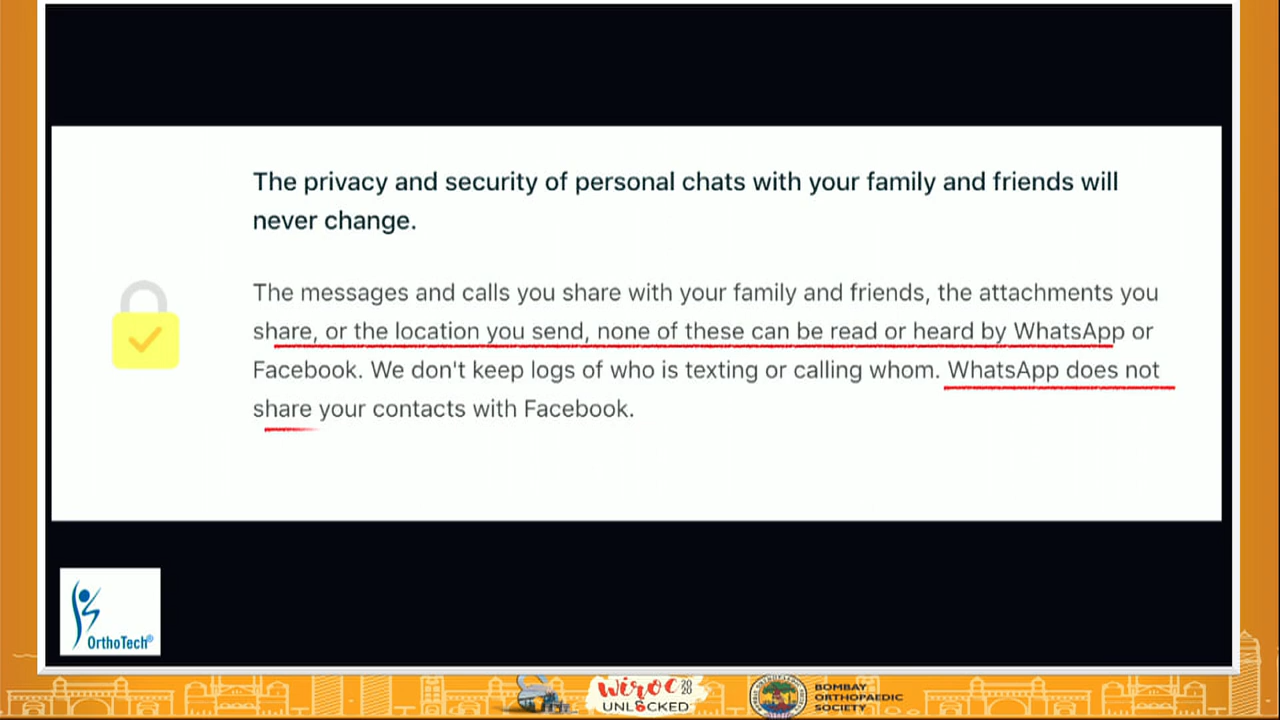 The privacy and security of personal chats with your family and friends will
never change.
The messages and calls you share with your family and friends, the attachments you
share, or the location you send, none of these can be read or heard by WhatsApp or
Facebook. We don't keep logs of who is texting or calling whom. WhatsApp does not
share your contacts with Facebook.
OrthoTech®
WIROC 2020
UNLOCKED
BOMBAY
ORTHOPAEDIC
SOCIETY